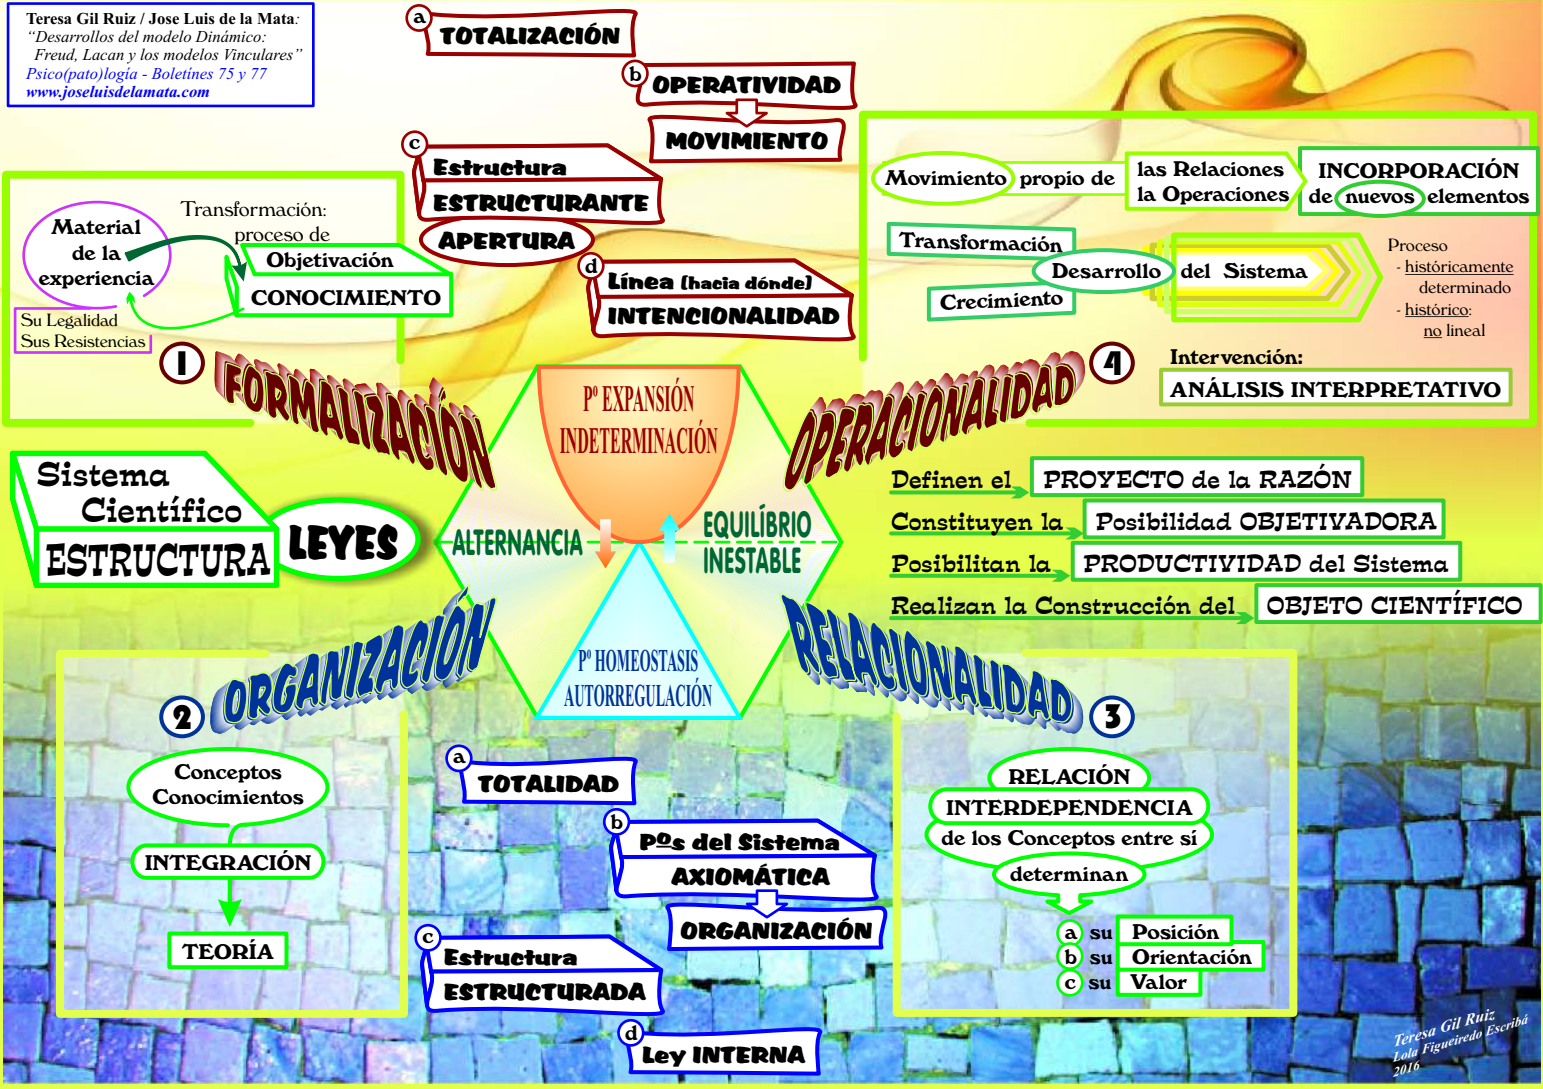 Teresa Gil Ruiz / Jose Luis de la Mata:
“Desarrollos del modelo Dinámico:
Freud, Lacan y los modelos Vinculares”
Psico(pato)logía - Boletínes 75 y 77
www.joseluisdelamata.com
a
TOTALIZACIÓN
b
OPERATIVIDAD
MOVIMIENTO
c
Estructura
ESTRUCTURANTE
APERTURA
d
Línea (hacia dónde)
INTENCIONALIDAD
Material
de la
experiencia
Transformación:
proceso de
Objetivación
CONOCIMIENTO
Su Legalidad
Sus Resistencias
1
FORMALIZACIÓN
Movimiento propio de
las Relaciones
la Operaciones
INCORPORACIÓN
de nuevos elementos
Transformación
Desarrollo del Sistema
Crecimiento
Proceso
- históricamente
determinado
- histórico:
no lineal
Intervención:
ANÁLISIS INTERPRETATIVO
4
OPERACIONALIDAD
Pº EXPANSIÓN
INDETERMINACIÓN
ALTERNANCIA
EQUILÍBRIO
INESTABLE
Pº HOMEOSTASIS
AUTORREGULACIÓN
Sistema
Científico
ESTRUCTURA
LEYES
Definen el PROYECTO de la RAZÓN
Constituyen la Posibilidad OBJETIVADORA
Posibilitan la PRODUCTIVIDAD del Sistema
Realizan la Construcción del OBJETO CIENTÍFICO
2
ORGANIZACIÓN
Conceptos
Conocimientos
INTEGRACIÓN
TEORÍA
a
TOTALIDAD
b
Pºs del Sistema
AXIOMÁTICA
ORGANIZACIÓN
c
Estructura
ESTRUCTURADA
d
Ley INTERNA
RELACIONALIDAD
3
RELACIÓN
INTERDEPENDENCIA
de los Conceptos entre sí
determinan
a su Posición
b su Orientación
c su Valor
Teresa Gil Ruiz
Lola Figueiredo Escribá
2016